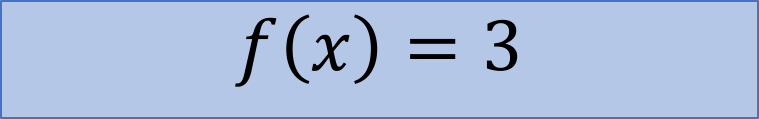 f(x) = 3